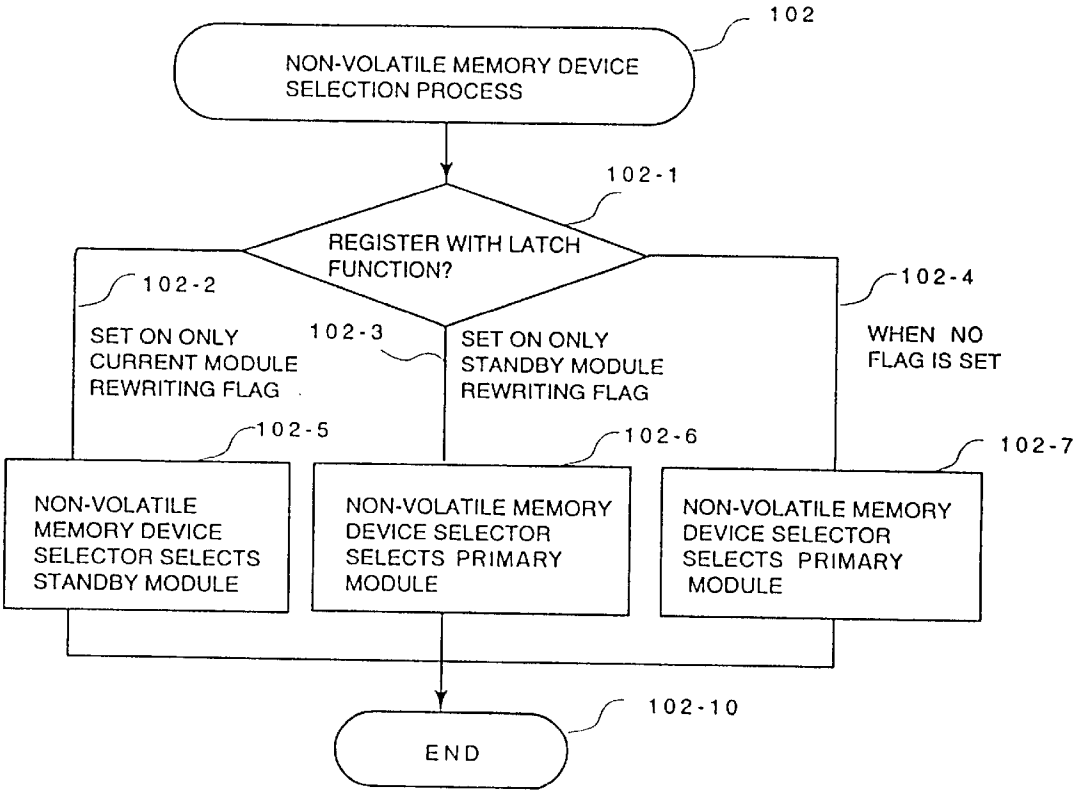 102
NON-VOLATILE MEMORY DEVICE
SELECTION PROCESS
102-1
REGISTER WITH LATCH
FUNCTION?
102-2
SET ON ONLY
CURRENT MODULE
REWRITING FLAG
102-3
SET ON ONLY
STANDBY MODULE
REWRITING FLAG
102-4
WHEN NO
FLAG IS SET
102-5
NON-VOLATILE
MEMORY DEVICE
SELECTOR SELECTS
STANDBY MODULE
102-6
NON-VOLATILE MEMORY
DEVICE SELECTOR
SELECTS PRIMARY
MODULE
102-7
NON-VOLATILE MEMORY
DEVICE SELECTOR
SELECTS PRIMARY
MODULE
102-10
END